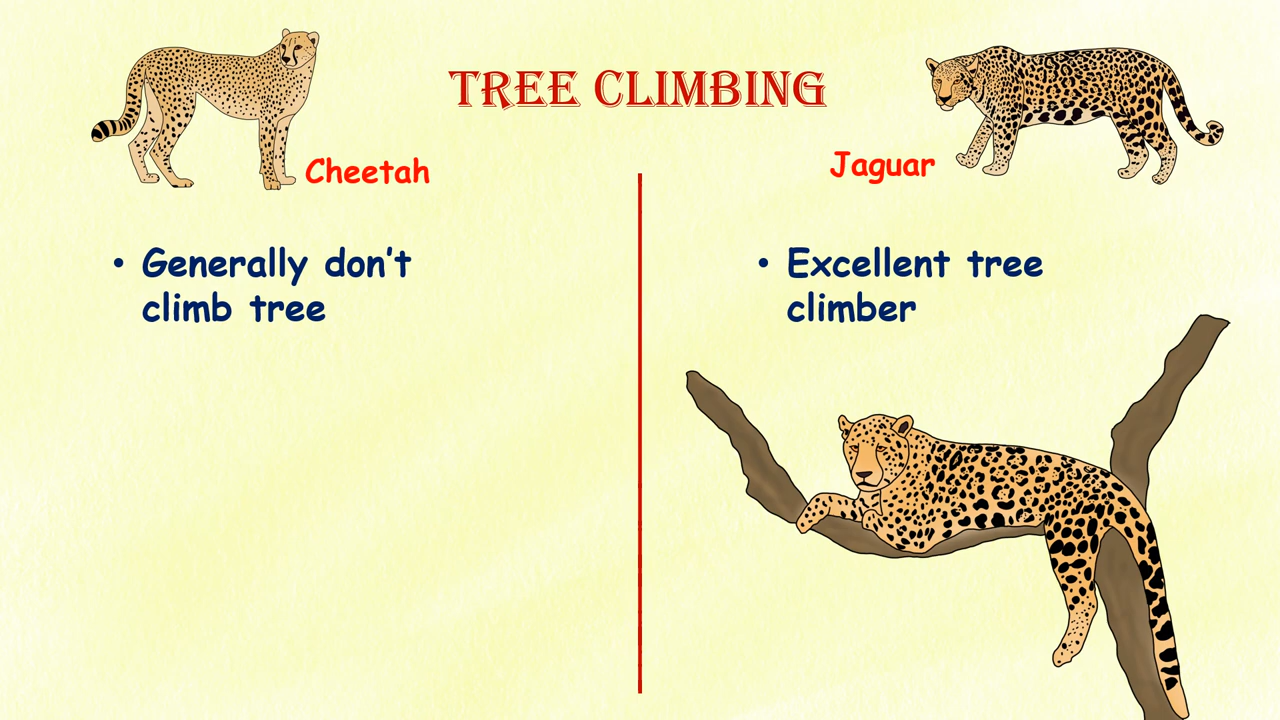 TREE CLIMBING
Cheetah
Jaguar
• Generally don't
climb tree
• Excellent tree
climber